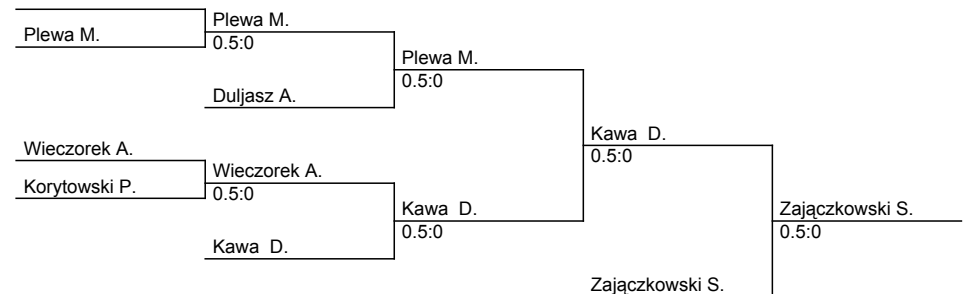 Plewa M.
Plewa M.
0.5:0
Plewa M.
0.5:0
Duljasz A.
Kawa D.
0.5:0
Wieczorek A.
Wieczorek A.
Korytowski P.
0.5:0
Kawa D.
0.5:0
Zajączkowski S.
0.5:0
Kawa D.
Zajączkowski S.